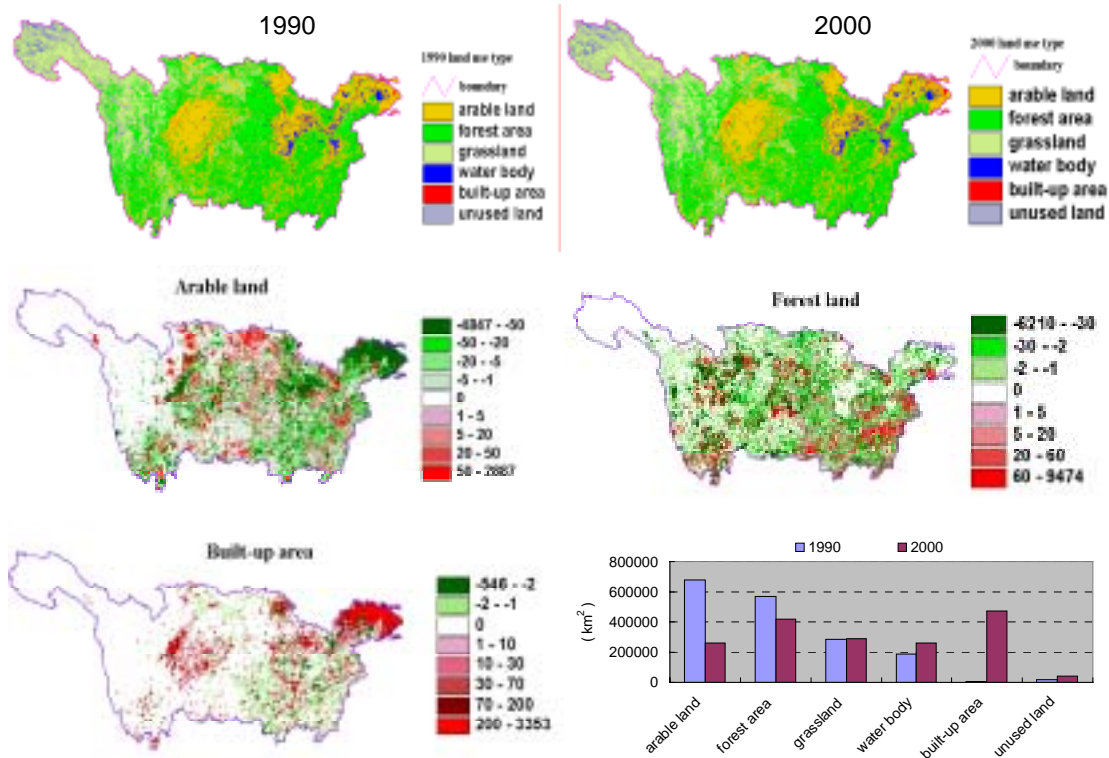 1990
1990 land use type
boundary
arable land
forest area
grassland
water body
built-up area
unused land
2000
2000 land use type
boundary
arable land
forest area
grassland
water body
built-up area
unused land
Arable land
-50 - -20
-20 - -5
-5 - -1
0
1 - 5
5 - 20
20 - 50
Forest land
-6210 - -30
-30 - -2
-2 - -1
0
1 - 5
5 - 20
20 - 60
60 - 9474
Built-up area
-546 - -2
-2 - -1
0
1 - 10
10 - 30
30 - 70
70 - 200
200 - 3353
1990 2000
800000
600000
400000
200000
0
( km²)
arable land
forest area
grassland
water body
built-up area
unused land